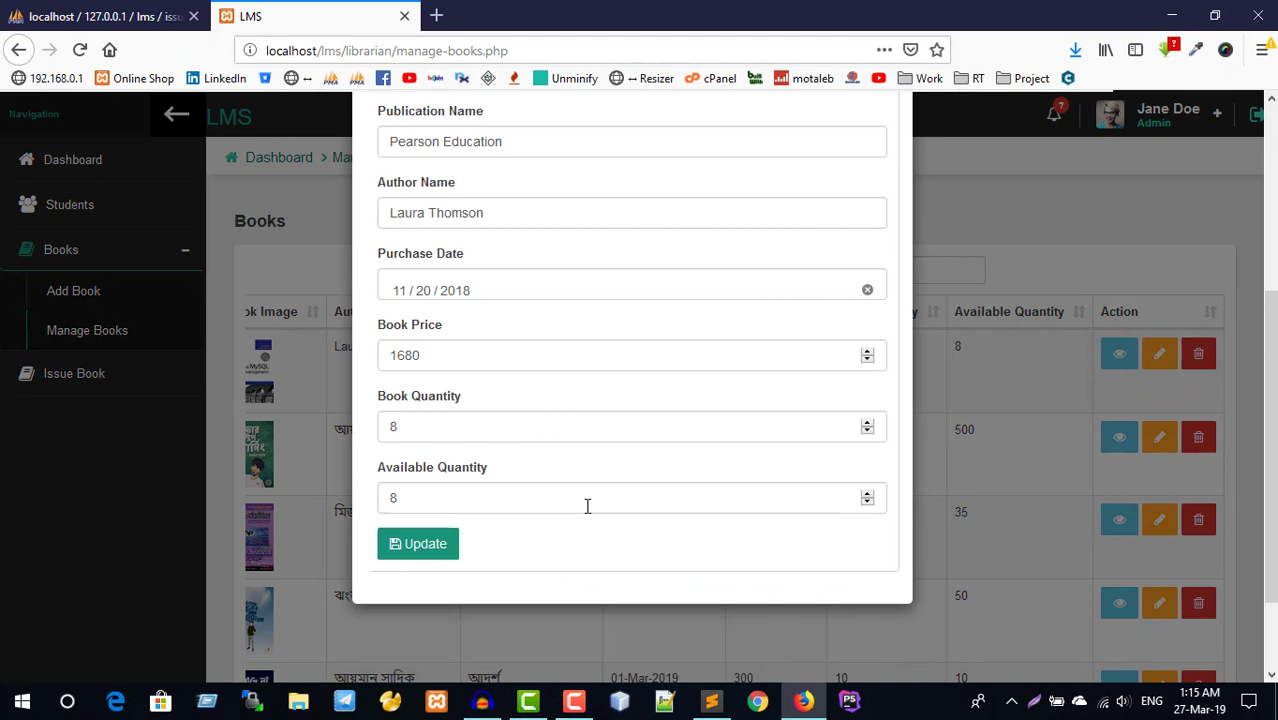 localhost / 127.0.0.1 / lms / issu
LMS
localhost/lms/librarian/manage-books.php
192.168.0.1
Online Shop
LinkedIn
Unminify
Resizer
cPanel
motaleb
Work
RT
Project
Navigation
LMS
7
Jane Doe
Admin
Dashboard
Students
Books
Add Book
Manage Books
Issue Book
Dashboard
Books
Publication Name
Pearson Education
Author Name
Laura Thomson
Purchase Date
11 / 20 / 2018
Book Price
1680
Book Quantity
8
Available Quantity
8
Update
Available Quantity
Action
8
500
35
50
আয়মান সাদিক
আদর্শ
01-Mar-2019
300
10
10
ENG
1:15 AM
27-Mar-19